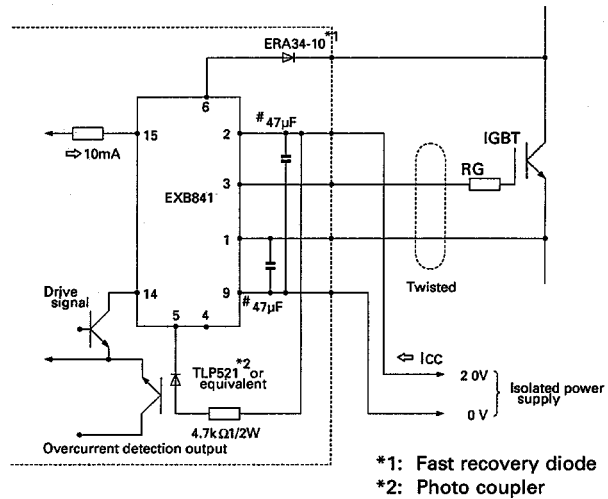 ERA34-10 *1
6
15
2
# 47µF
⇨ 10mA
IGBT
3
RG
EXB841
1
Twisted
Drive
signal
14
9
# 47µF
5
4
TLP521 *2 or
equivalent
⇦ Icc
20V
Isolated power
supply
0V
4.7kΩ1/2W
Overcurrent detection output
*1: Fast recovery diode
*2: Photo coupler